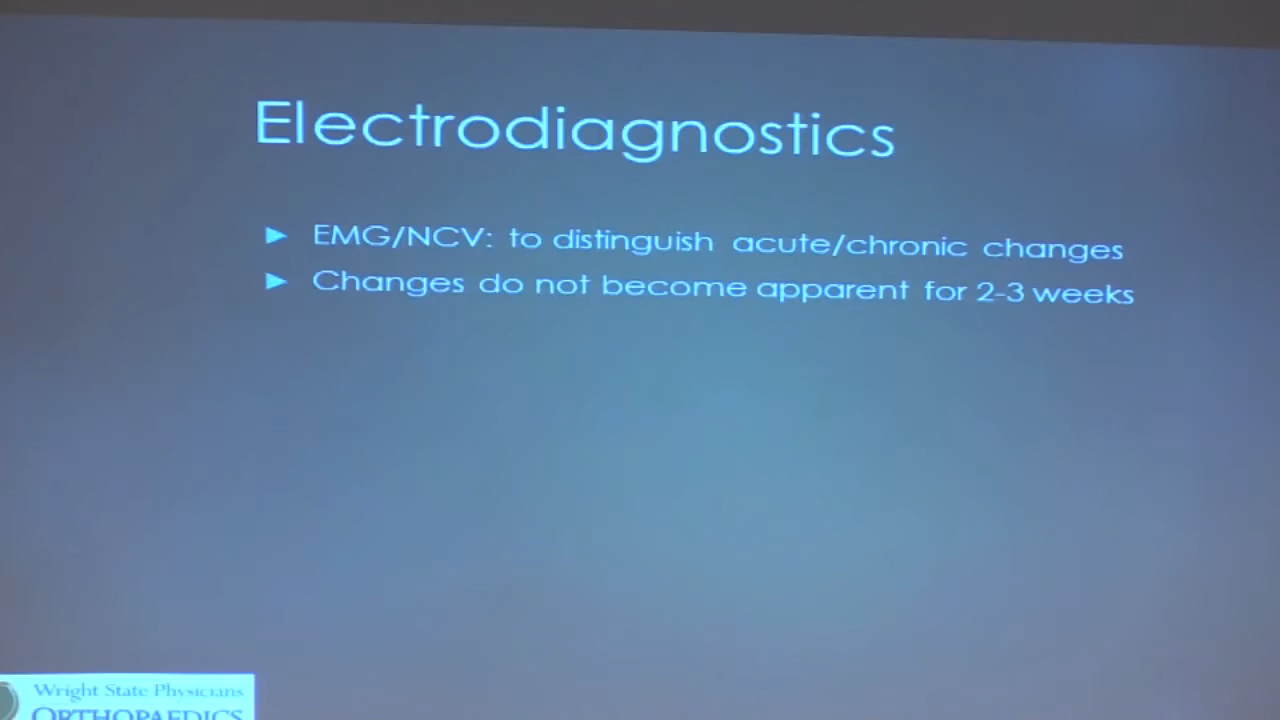 Electrodiagnostics
► EMG/NCV: to distinguish acute/chronic changes
► Changes do not become apparent for 2-3 weeks
Wright State Physicians
ORTHOPAEDICS